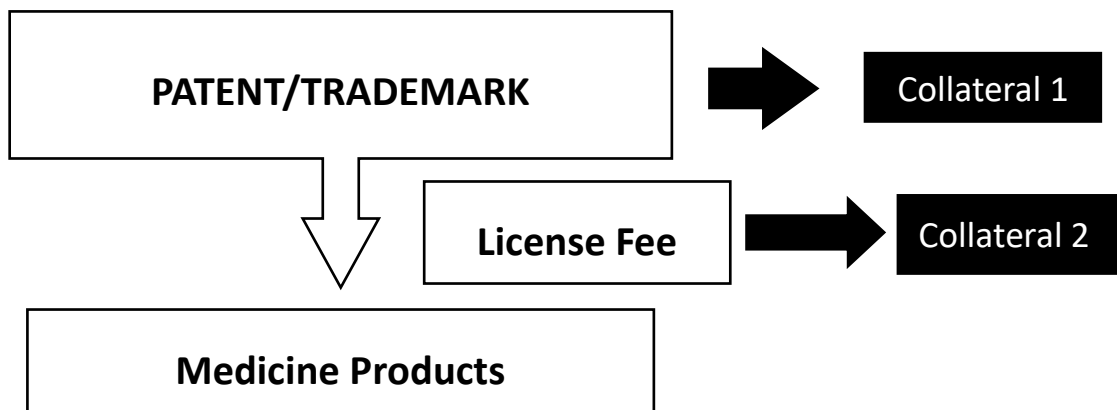 PATENT/TRADEMARK
Collateral 1
License Fee
Collateral 2
Medicine Products